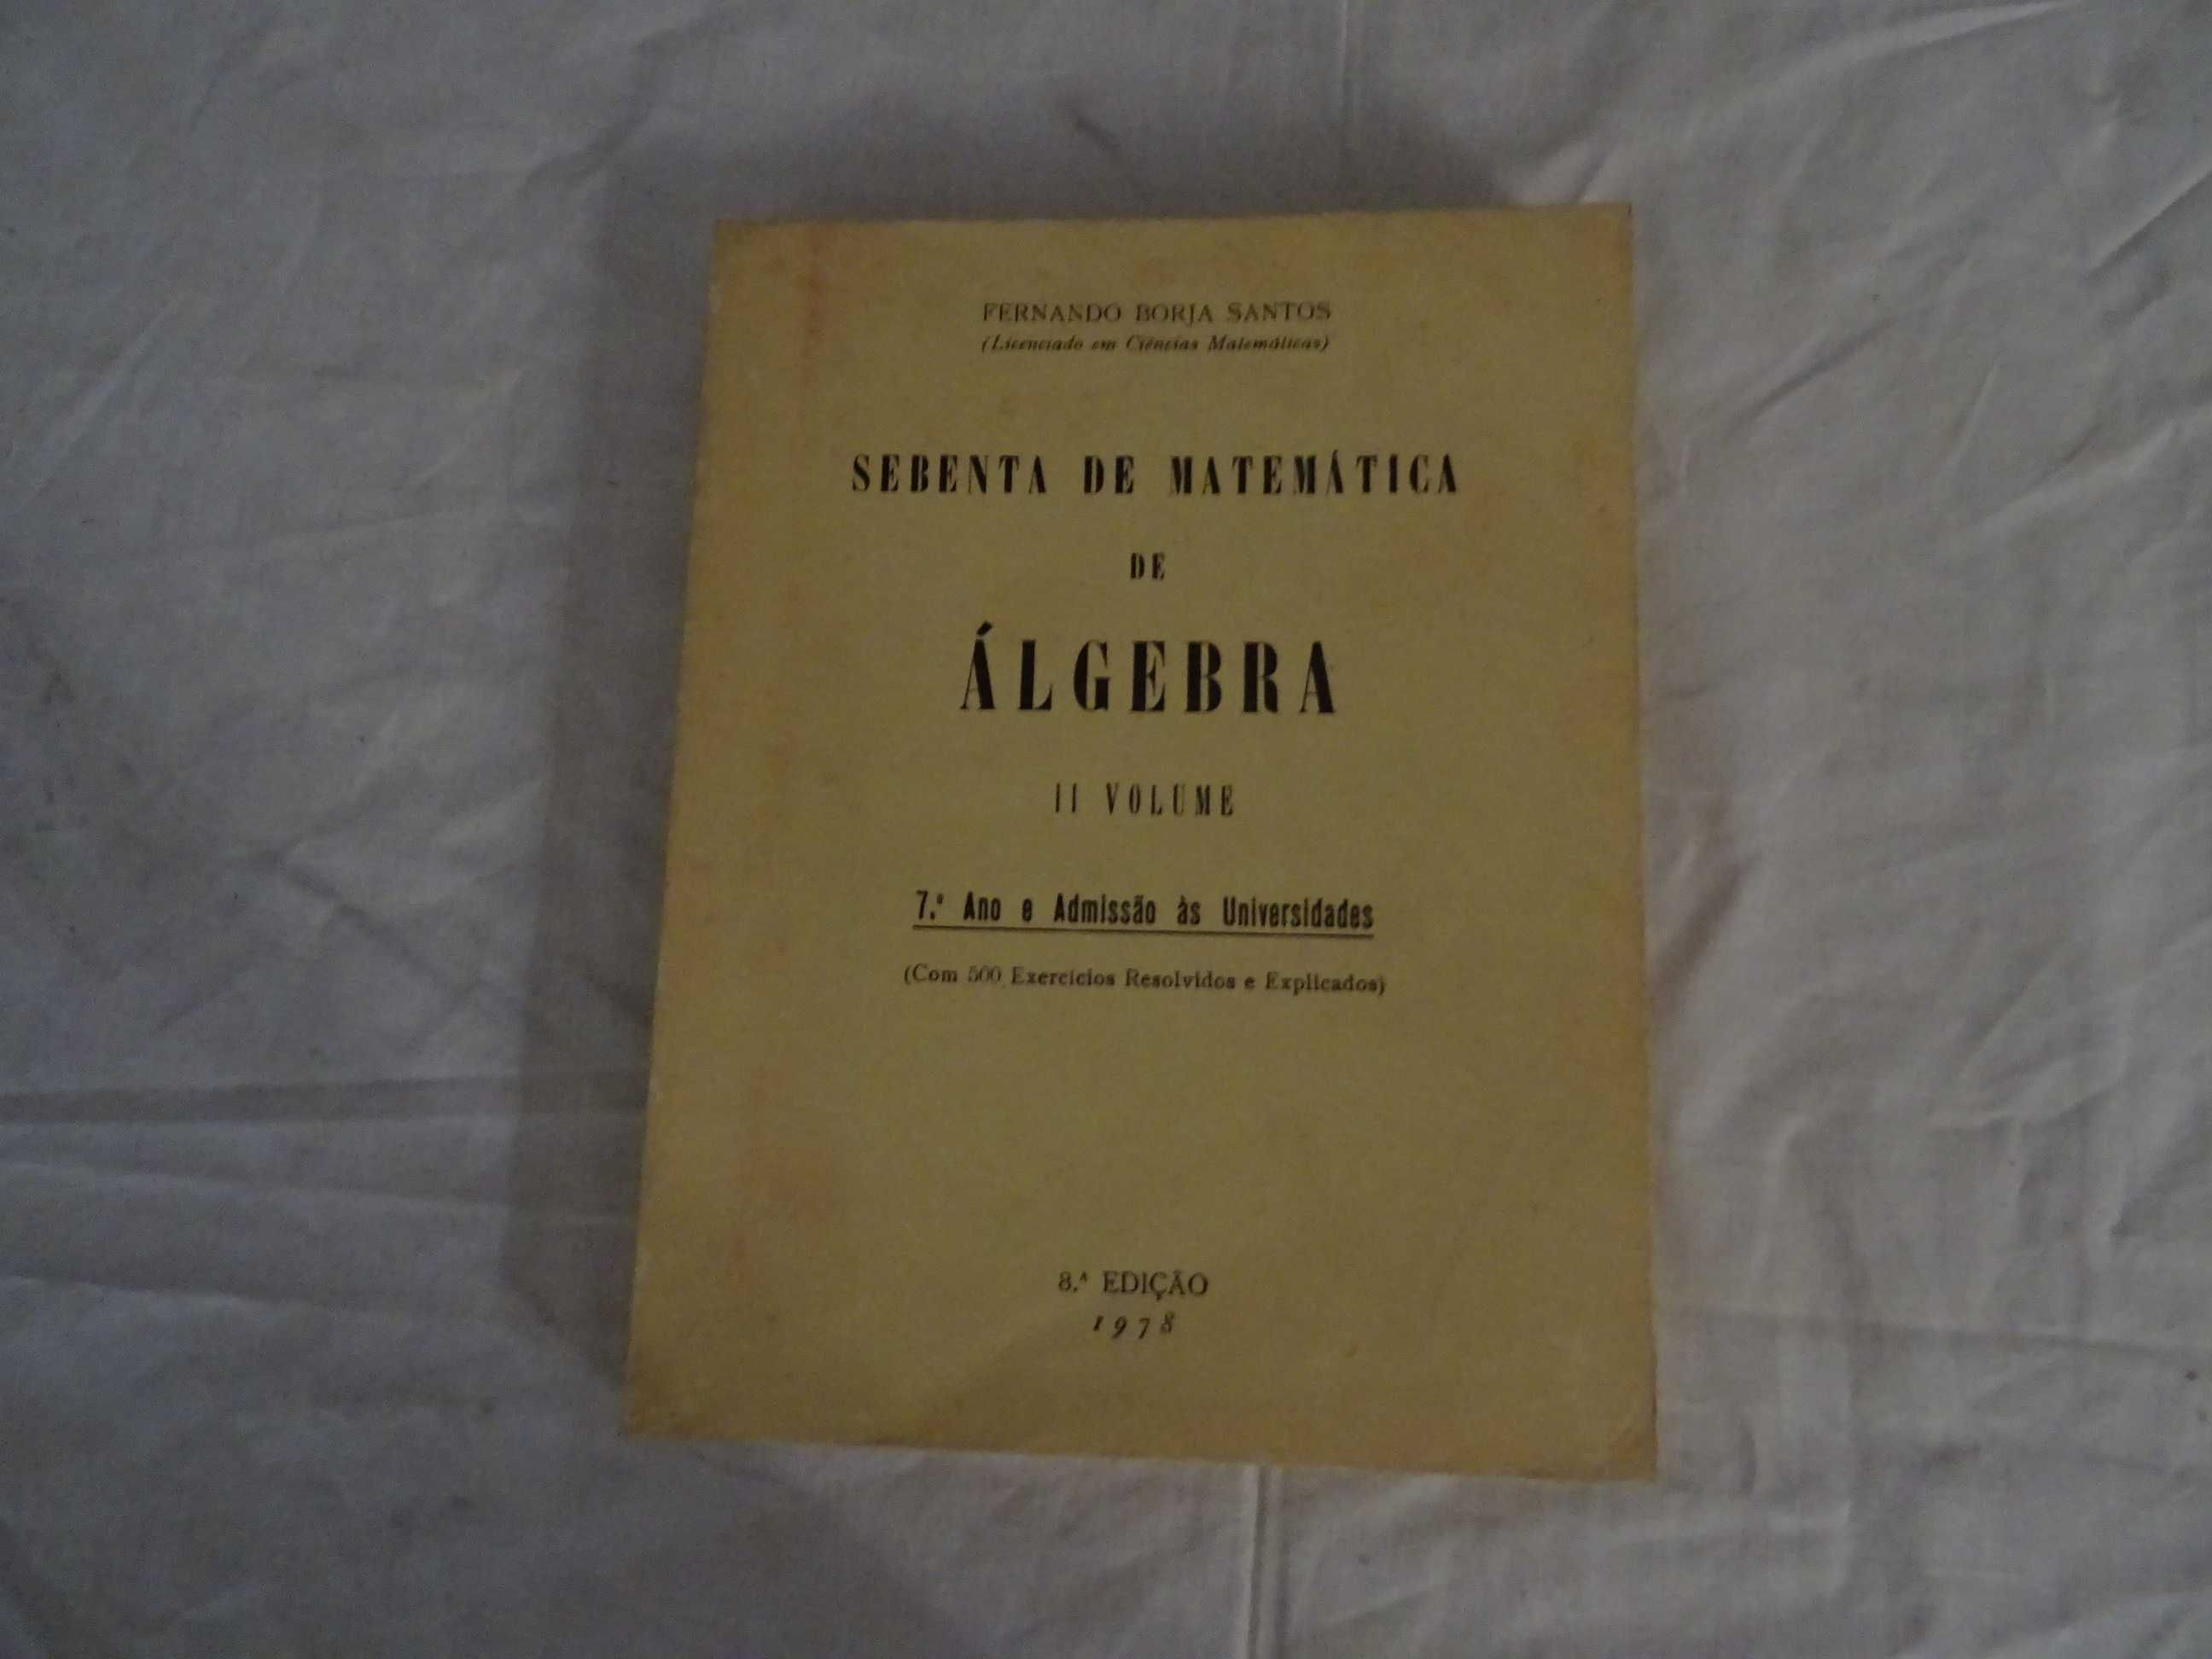 FERNANDO BORJA SANTOS
(Licenciado em Ciências Matemáticas)
SEBENTA DE MATEMÁTICA
DE
ÁLGEBRA
II VOLUME
7.º Ano e Admissão às Universidades
(Com 500 Exercícios Resolvidos e Explicados)
8.ª EDIÇÃO
1978